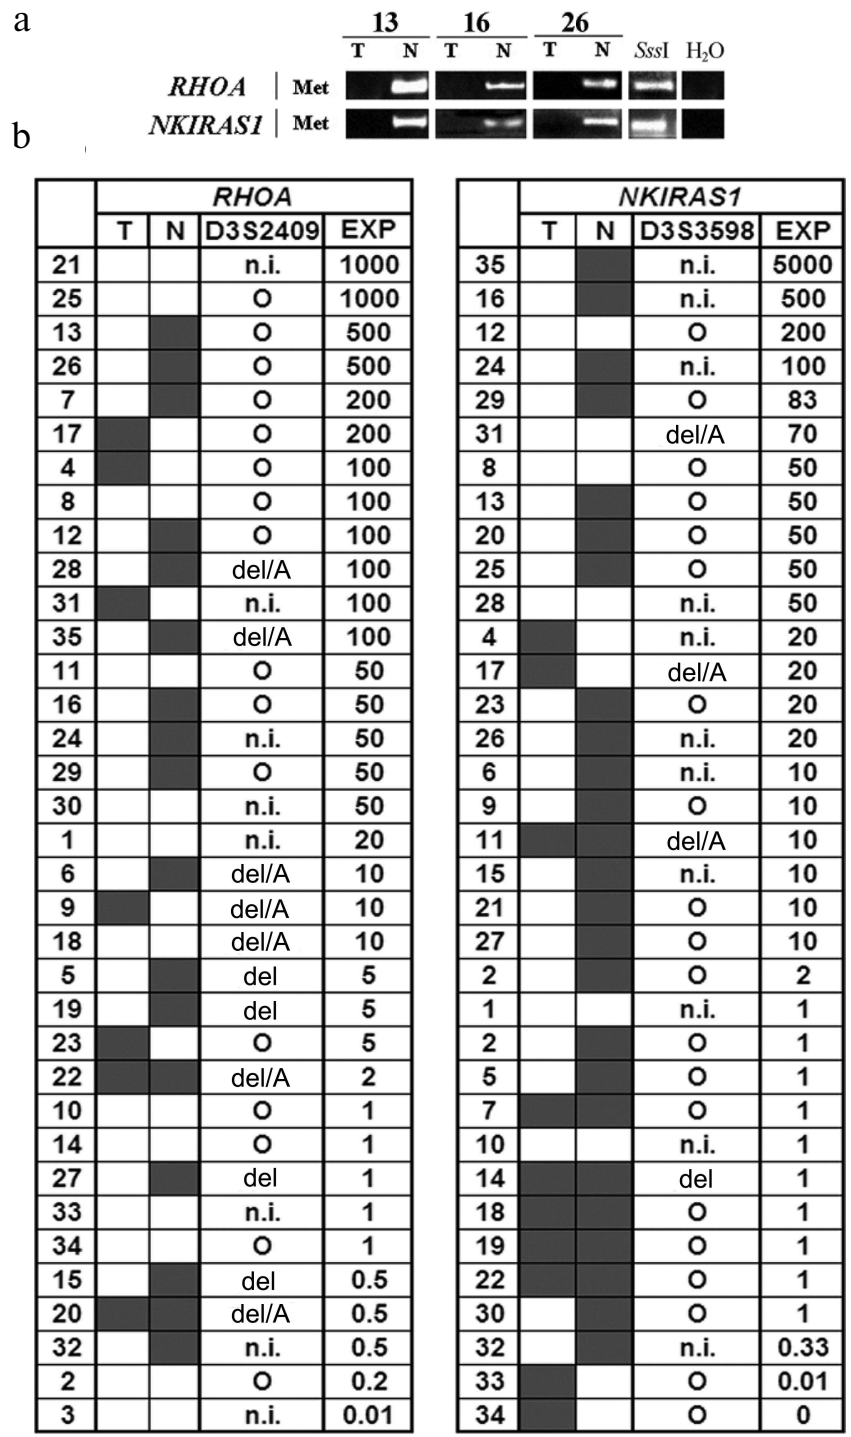 a
13 16 26
T N T N T N SssI H2O
RHOA Met
NKIRAS1 Met
b
RHOA
T N D3S2409 EXP
21 n.i. 1000
25 O 1000
13 O 500
26 O 500
7 O 200
17 O 200
4 O 100
8 O 100
12 O 100
28 del/A 100
31 n.i. 100
35 del/A 100
11 O 50
16 O 50
24 n.i. 50
29 O 50
30 n.i. 50
1 n.i. 20
6 del/A 10
9 del/A 10
18 del/A 10
5 del 5
19 del 5
23 O 5
22 del/A 2
10 O 1
14 O 1
27 del 1
33 n.i. 1
34 O 1
15 del 0.5
20 del/A 0.5
32 n.i. 0.5
2 O 0.2
3 n.i. 0.01
NKIRAS1
T N D3S3598 EXP
35 n.i. 5000
16 n.i. 500
12 O 200
24 n.i. 100
29 O 83
31 del/A 70
8 O 50
13 O 50
20 O 50
25 O 50
28 n.i. 50
4 n.i. 20
17 del/A 20
23 O 20
26 n.i. 20
6 n.i. 10
9 O 10
11 del/A 10
15 n.i. 10
21 O 10
27 O 10
2 O 2
1 n.i. 1
2 O 1
5 O 1
7 O 1
10 n.i. 1
14 del 1
18 O 1
19 O 1
22 O 1
30 O 1
32 n.i. 0.33
33 O 0.01
34 O 0